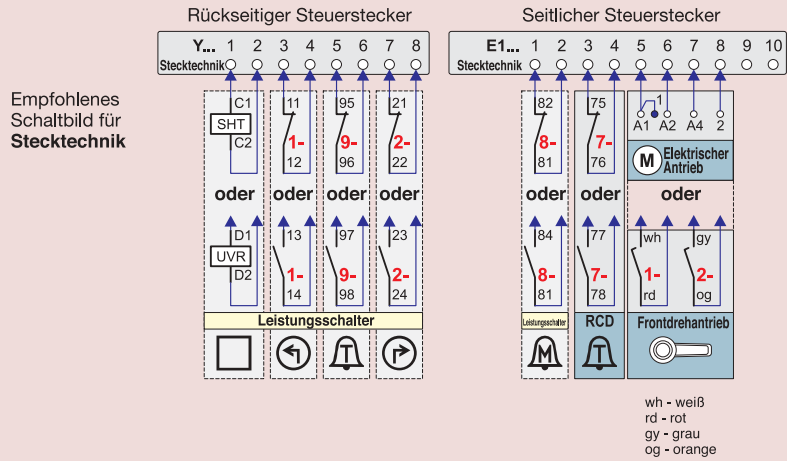 Rückseitiger Steuerstecker
Seitlicher Steuerstecker
Y... 1 2 3 4 5 6 7 8
Stecktechnik
E1... 1 2 3 4 5 6 7 8 9 10
Stecktechnik
Empfohlenes
Schaltbild für
Stecktechnik
C1 11 95 21
SHT 1- 9- 2-
C2 12 96 22
82 75 1
8- 7- A1 A2 A4 2
81 76
M Elektrischer
Antrieb
oder oder oder oder
oder oder oder
D1 13 97 23
UVR 1- 9- 2-
D2 14 98 24
84 77 wh gy
8- 7- 1- 2-
81 78 rd og
Leistungsschalter
Leistungsschalter
RCD
Frontdrehantrieb
T
M
T
wh - weiß
rd - rot
gy - grau
og - orange